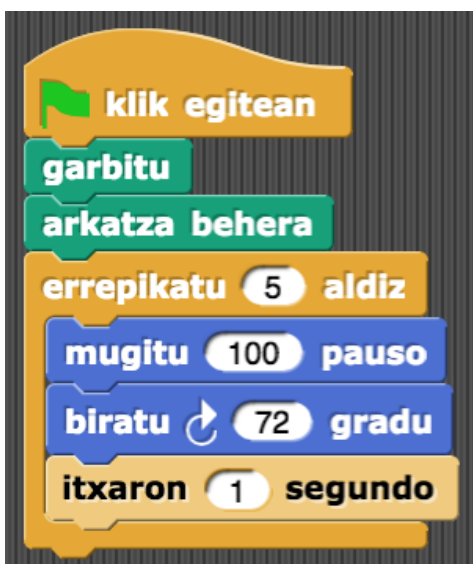 klik egitean
garbitu
arkatza behera
errepikatu 5 aldiz
mugitu 100 pauso
biratu 72 gradu
itxaron 1 segundo